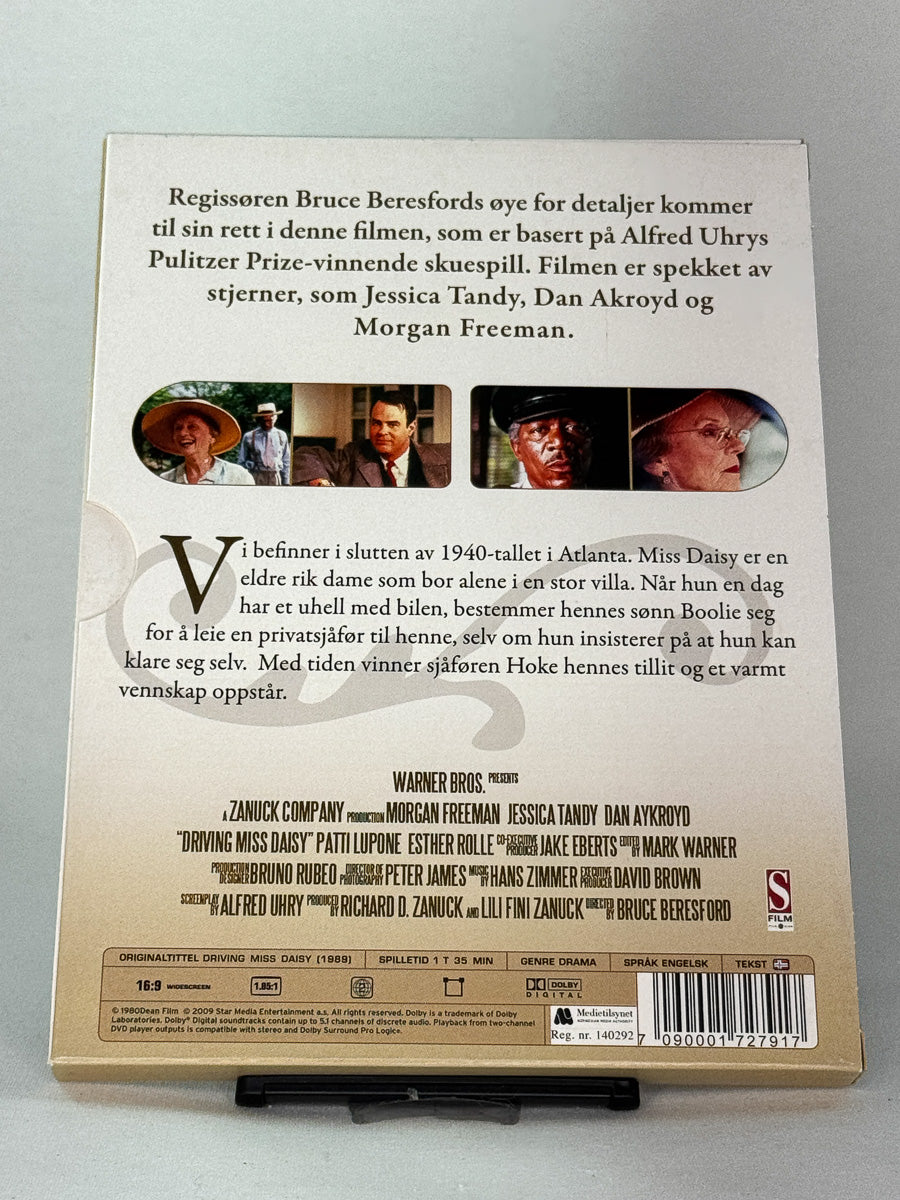 Regissøren Bruce Beresfords øye for detaljer kommer
til sin rett i denne filmen, som er basert på Alfred Uhrys
Pulitzer Prize-vinnende skuespill. Filmen er spekket av
stjerner, som Jessica Tandy, Dan Akroyd og
Morgan Freeman.
Vi befinner i slutten av 1940-tallet i Atlanta. Miss Daisy er en
eldre rik dame som bor alene i en stor villa. Når hun en dag
har et uhell med bilen, bestemmer hennes sønn Boolie seg
for å leie en privatsjåfør til henne, selv om hun insisterer på at hun kan
klare seg selv. Med tiden vinner sjåføren Hoke hennes tillit og et varmt
vennskap oppstår.
WARNER BROS. PRESENTS
A ZANUCK COMPANY PRODUCTION MORGAN FREEMAN JESSICA TANDY DAN AYKROYD
"DRIVING MISS DAISY" PATTI LUPONE ESTHER ROLLE CO-EXECUTIVE PRODUCER JAKE EBERTS EDITED BY MARK WARNER
PRODUCTION DESIGNER BRUNO RUBEO DIRECTOR OF PHOTOGRAPHY PETER JAMES MUSIC BY HANS ZIMMER EXECUTIVE PRODUCER DAVID BROWN
SCREENPLAY BY ALFRED UHRY PRODUCED BY RICHARD D. ZANUCK AND LILI FINI ZANUCK DIRECTED BY BRUCE BERESFORD
S
FILM
ORIGINALTITTEL DRIVING MISS DAISY (1989) SPILLETID 1 T 35 MIN GENRE DRAMA SPRÅK ENGELSK TEKST
16:9 WIDESCREEN 1.85:1 2 DOLBY
DIGITAL
© 1980Dean Film © 2009 Star Media Entertainment a.s. All rights reserved. Dolby is a trademark of Dolby
Laboratories. Dolby® Digital soundtracks contain up to 5.1 channels of discrete audio. Playback from two-channel
DVD player outputs is compatible with stereo and Dolby Surround Pro Logic®.
Medietilsynet
NORWEGIAN MEDIA AUTHORITY
Reg. nr. 140292
7 090001 727917